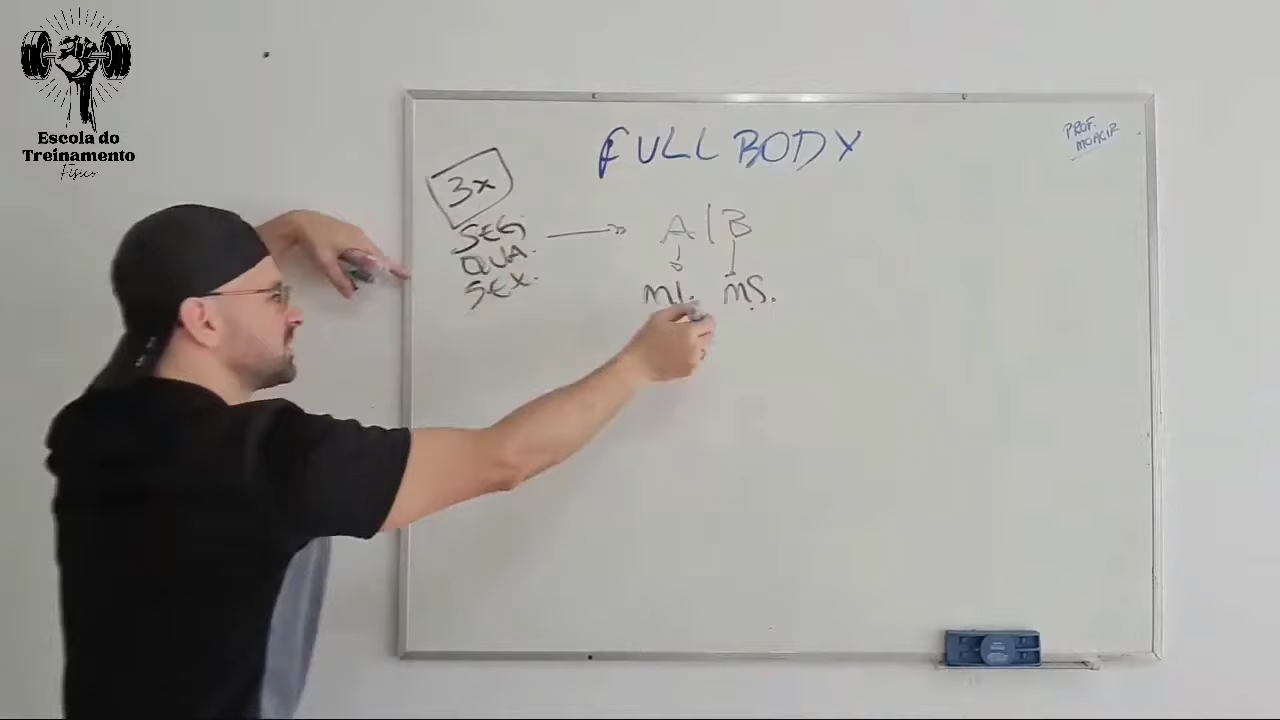 Escola do
Treinamento
Físico
FULL BODY
PROF.
MOACIR
3x
SEG
QUA.
SEX.
A | B
MI. MS.